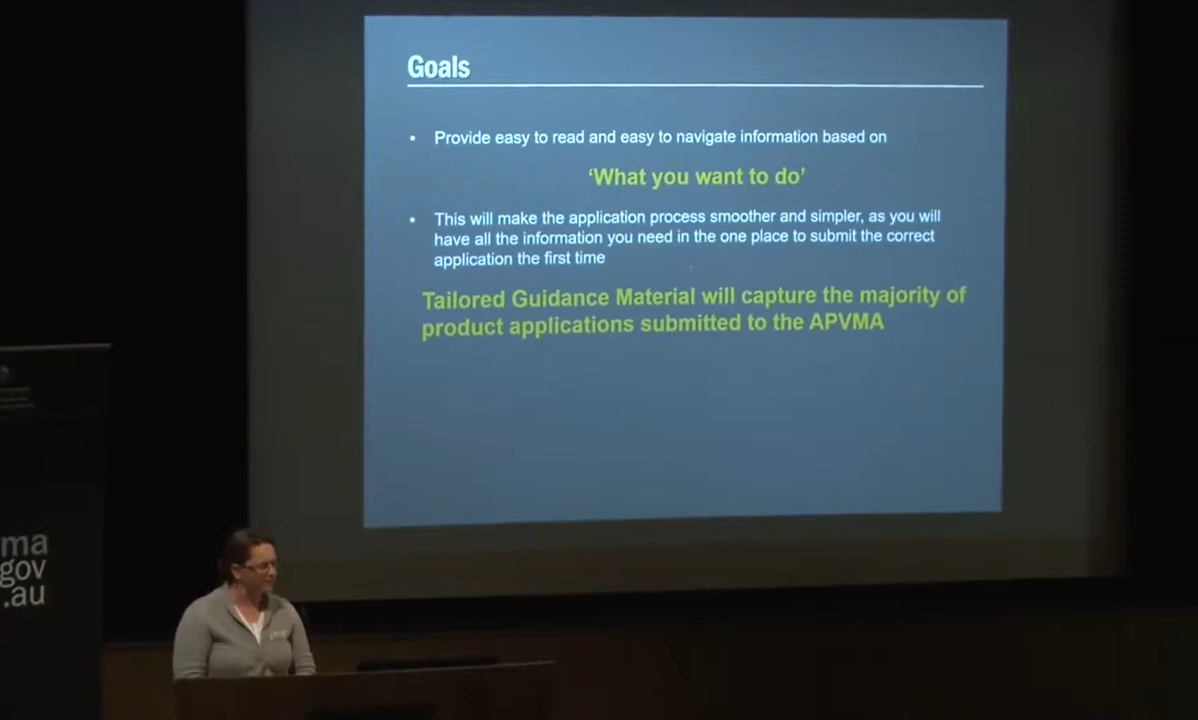 Goals
• Provide easy to read and easy to navigate information based on
‘What you want to do’
• This will make the application process smoother and simpler, as you will
have all the information you need in the one place to submit the correct
application the first time
Tailored Guidance Material will capture the majority of
product applications submitted to the APVMA
ma
gov
.au